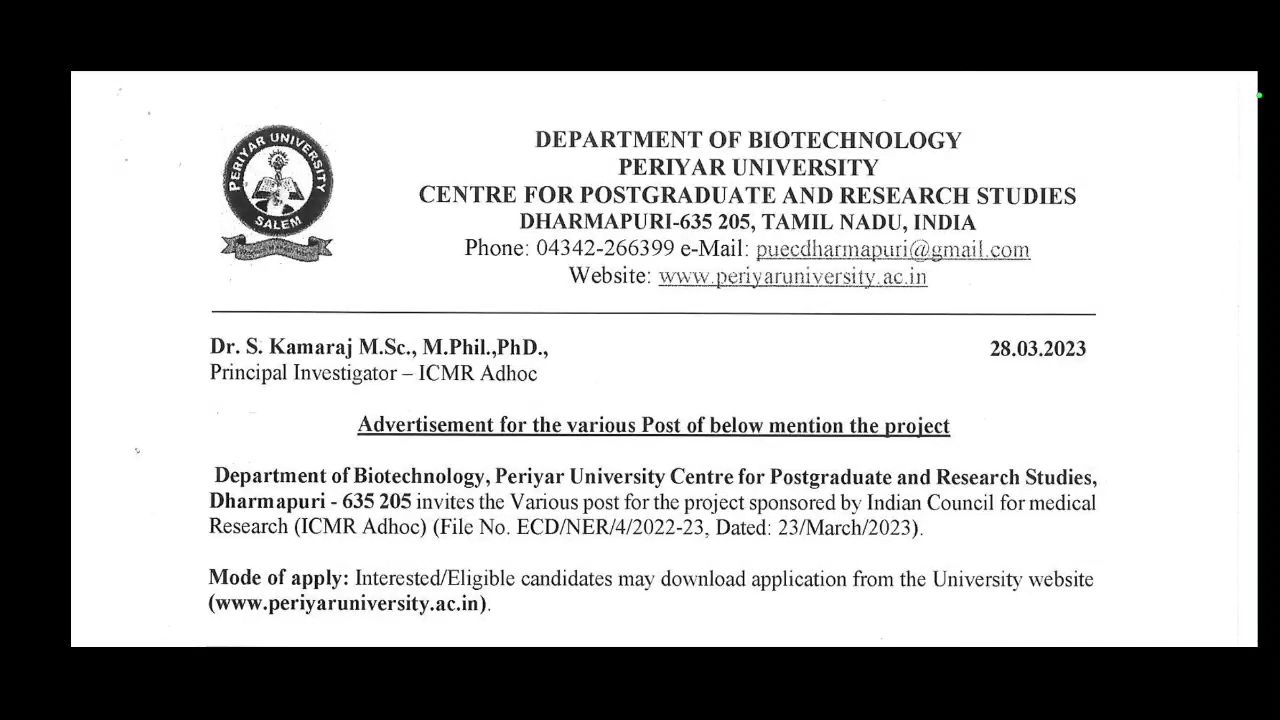 PERIYAR UNIVERSITY
SALEM
DEPARTMENT OF BIOTECHNOLOGY
PERIYAR UNIVERSITY
CENTRE FOR POSTGRADUATE AND RESEARCH STUDIES
DHARMAPURI-635 205, TAMIL NADU, INDIA
Phone: 04342-266399 e-Mail: puecdharmapuri@gmail.com
Website: www.periyaruniversity.ac.in
Dr. S. Kamaraj M.Sc., M.Phil.,PhD.,
28.03.2023
Principal Investigator – ICMR Adhoc
Advertisement for the various Post of below mention the project
Department of Biotechnology, Periyar University Centre for Postgraduate and Research Studies,
Dharmapuri - 635 205 invites the Various post for the project sponsored by Indian Council for medical
Research (ICMR Adhoc) (File No. ECD/NER/4/2022-23, Dated: 23/March/2023).
Mode of apply: Interested/Eligible candidates may download application from the University website
(www.periyaruniversity.ac.in).